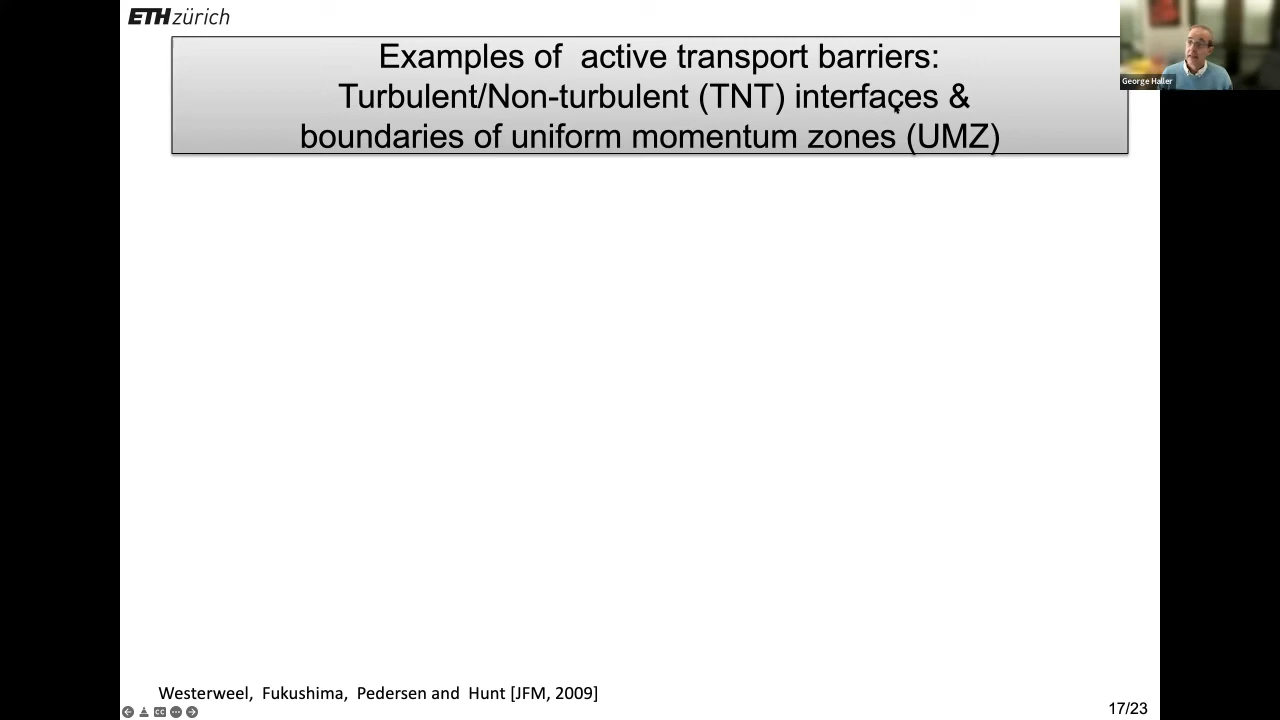 ETH zürich
Examples of  active transport barriers:
Turbulent/Non-turbulent (TNT) interfaces &
boundaries of uniform momentum zones (UMZ)
George Haller
Westerweel,  Fukushima,  Pedersen and  Hunt [JFM, 2009]
17/23
CC